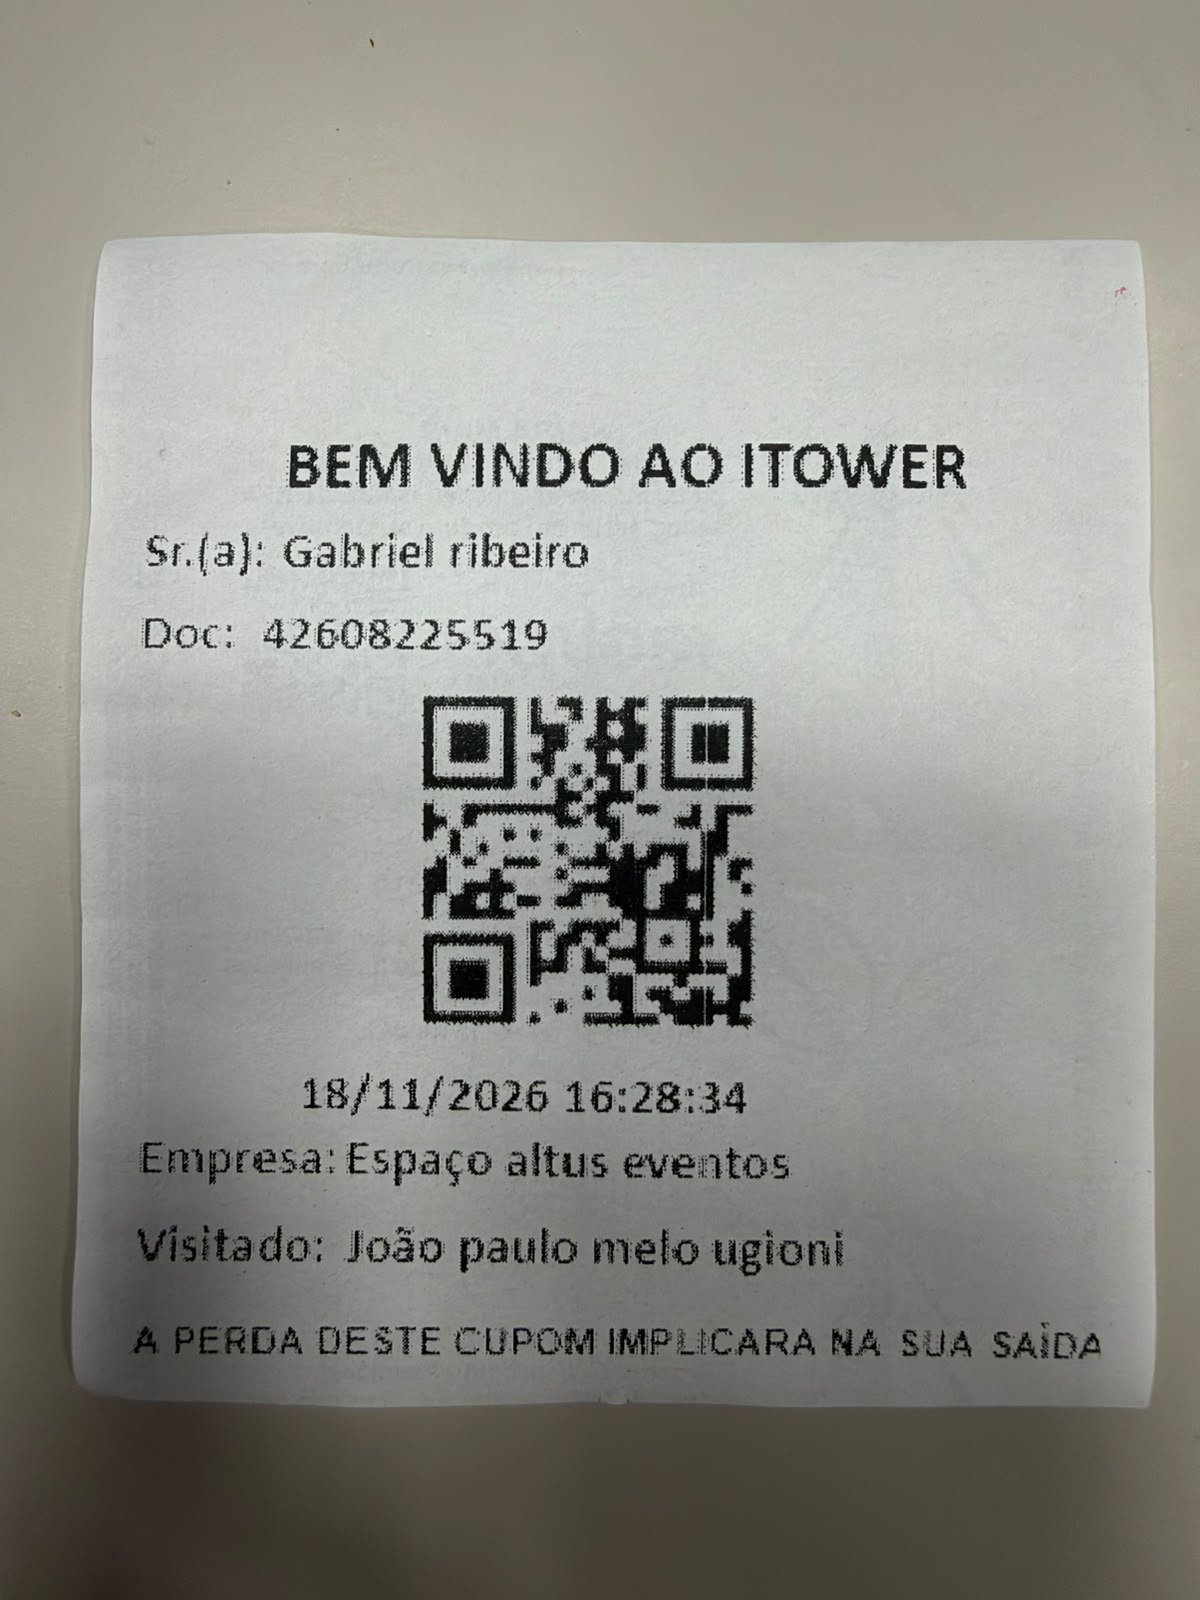 BEM VINDO AO ITOWER
Sr.(a): Gabriel ribeiro
Doc: 42608225519
18/11/2026 16:28:34
Empresa: Espaço altus eventos
Visitado: João paulo melo ugioni
A PERDA DESTE CUPOM IMPLICARA NA SUA SAÍDA